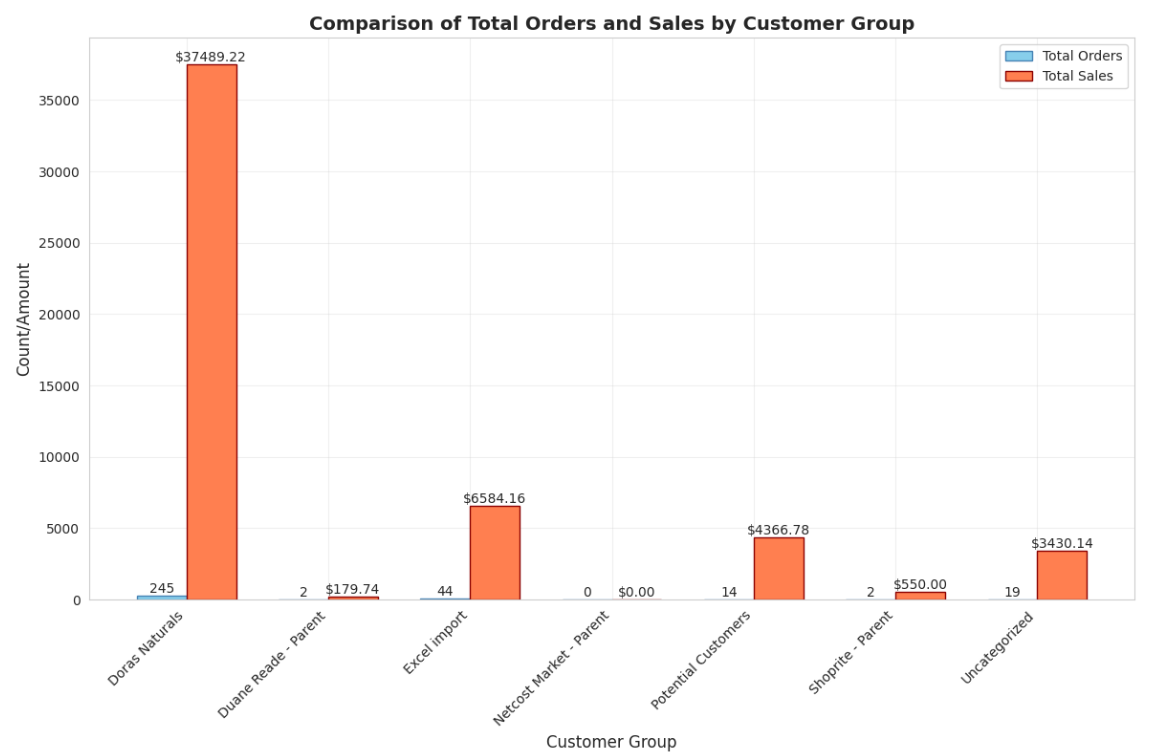 Comparison of Total Orders and Sales by Customer Group
Total Orders
Total Sales
Count/Amount
35000
30000
25000
20000
15000
10000
5000
0
$37489.22
245
2
$179.74
$6584.16
44
0
$0.00
$4366.78
14
2
$550.00
$3430.14
19
Doras Naturals
Duane Reade - Parent
Excel import
Netcost Market - Parent
Potential Customers
Shoprite - Parent
Uncategorized
Customer Group